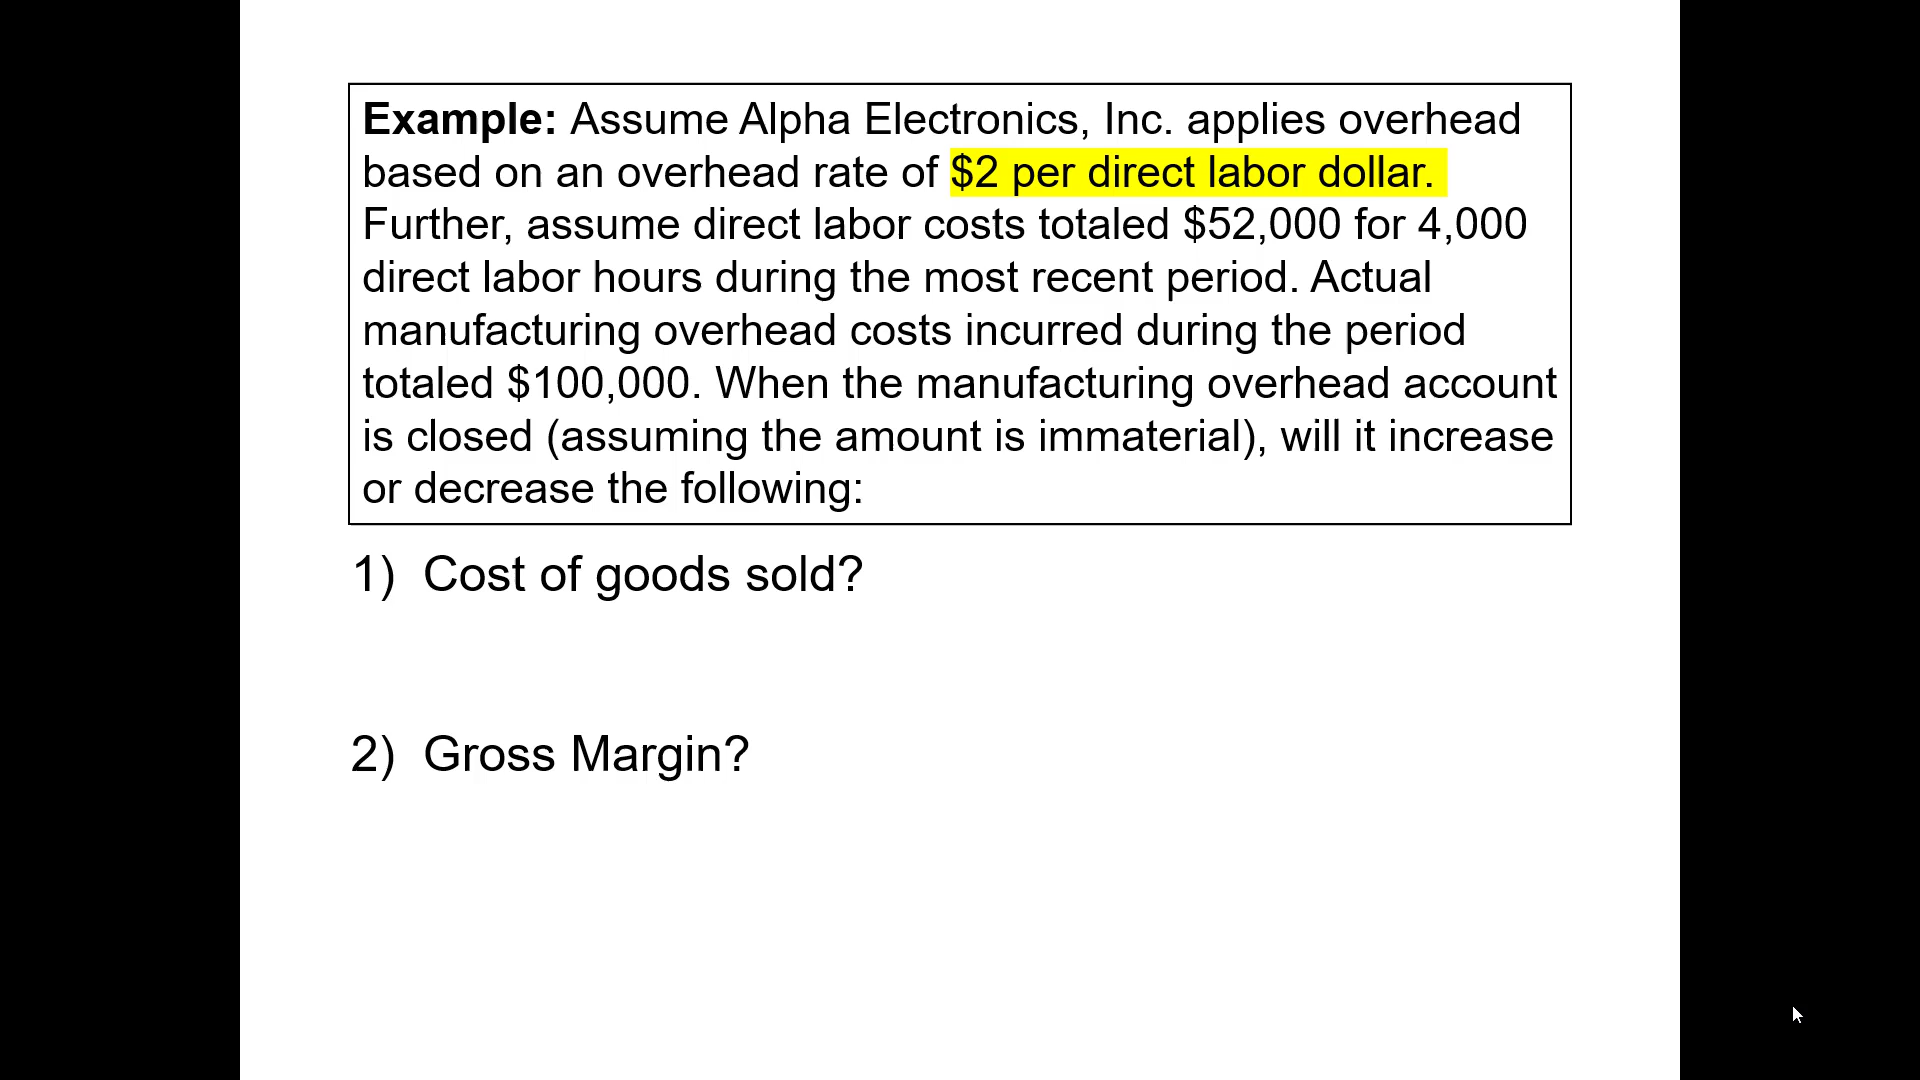 Example: Assume Alpha Electronics, Inc. applies overhead
based on an overhead rate of $2 per direct labor dollar.
Further, assume direct labor costs totaled $52,000 for 4,000
direct labor hours during the most recent period. Actual
manufacturing overhead costs incurred during the period
totaled $100,000. When the manufacturing overhead account
is closed (assuming the amount is immaterial), will it increase
or decrease the following:
1) Cost of goods sold?
2) Gross Margin?